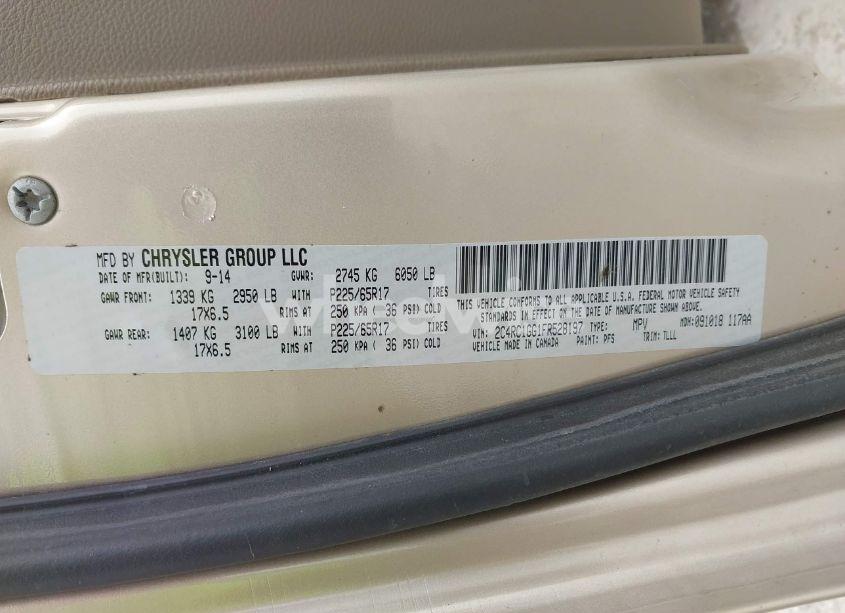 MFD BY CHRYSLER GROUP LLC
DATE OF MFR(BUILT): 9-14 GVWR: 2745 KG 6050 LB
GAWR FRONT: 1339 KG 2950 LB WITH P225/65R17 TIRES
17X6.5 RIMS AT 250 KPA ( 36 PSI) COLD
GAWR REAR: 1407 KG 3100 LB WITH P225/65R17 TIRES
17X6.5 RIMS AT 250 KPA ( 36 PSI) COLD
THIS VEHICLE CONFORMS TO ALL APPLICABLE U.S.A. FEDERAL MOTOR VEHICLE SAFETY
STANDARDS IN EFFECT ON THE DATE OF MANUFACTURE SHOWN ABOVE.
VIN: 2C4RC1GG1FR528197 TYPE: MPV MDH: 091018 117AA
VEHICLE MADE IN CANADA PAINT: PFS TRIM: TLLL